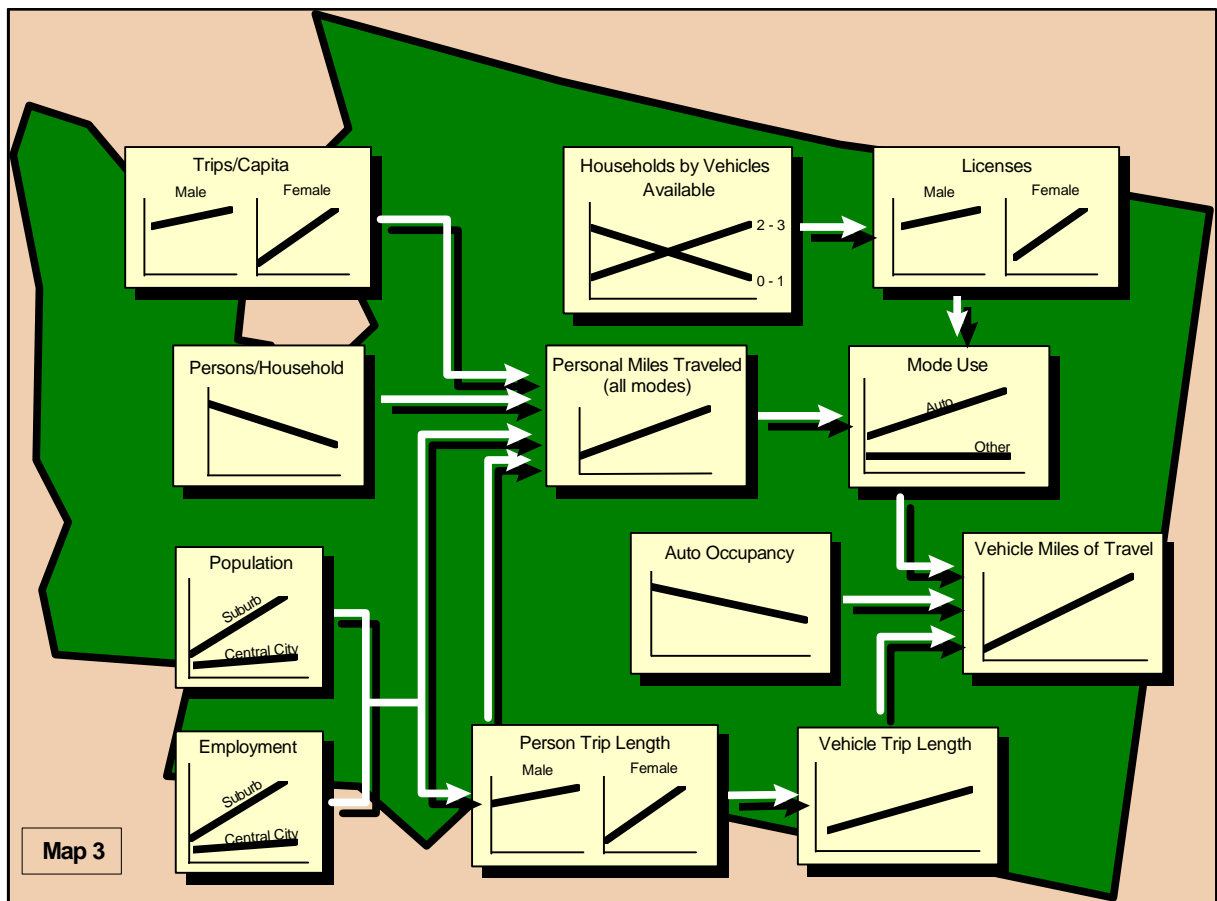 Trips/Capita
Male
Female
Households by Vehicles
Available
2 - 3
0 - 1
Licenses
Male
Female
Persons/Household
Personal Miles Traveled
(all modes)
Mode Use
Auto
Other
Population
Suburb
Central City
Auto Occupancy
Vehicle Miles of Travel
Employment
Suburb
Central City
Person Trip Length
Male
Female
Vehicle Trip Length
Map 3